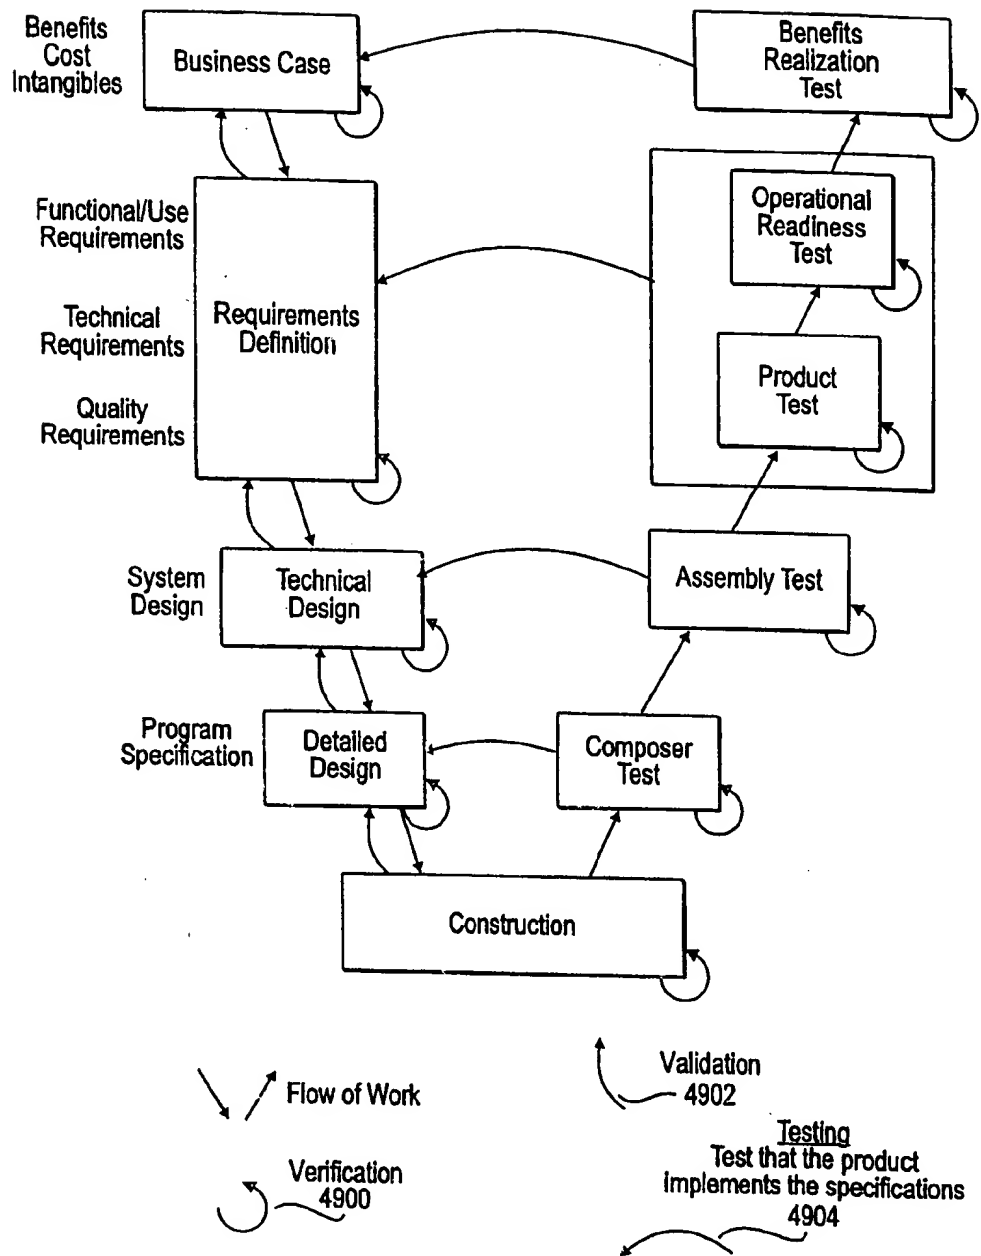 Benefits
Cost
Intangibles
Business Case
Benefits
Realization
Test
Functional/Use
Requirements
Technical
Requirements
Quality
Requirements
Requirements
Definition
Operational
Readiness
Test
Product
Test
System
Design
Technical
Design
Assembly Test
Program
Specification
Detailed
Design
Composer
Test
Construction
Flow of Work
Validation
4902
Verification
4900
Testing
Test that the product
implements the specifications
4904